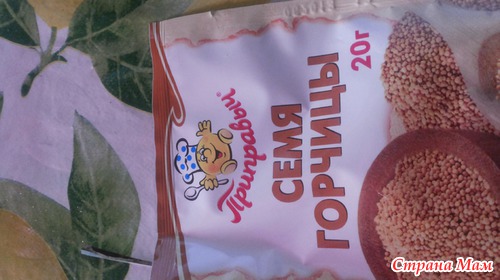 Приправыч
СЕМЯ
ГОРЧИЦЫ
20г
Страна Мам